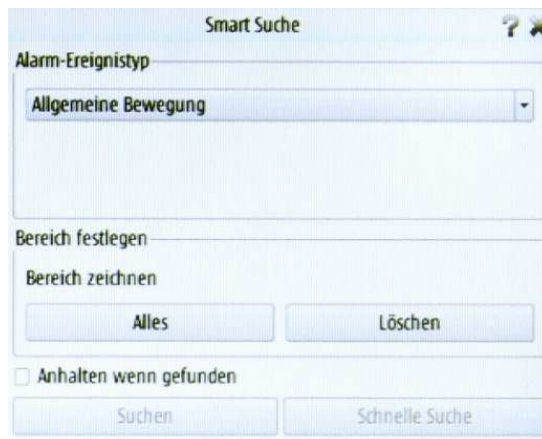 Smart Suche ?
Alarm-Ereignistyp
Allgemeine Bewegung
Bereich festlegen
Bereich zeichnen
Alles Löschen
Anhalten wenn gefunden
Suchen Schnelle Suche